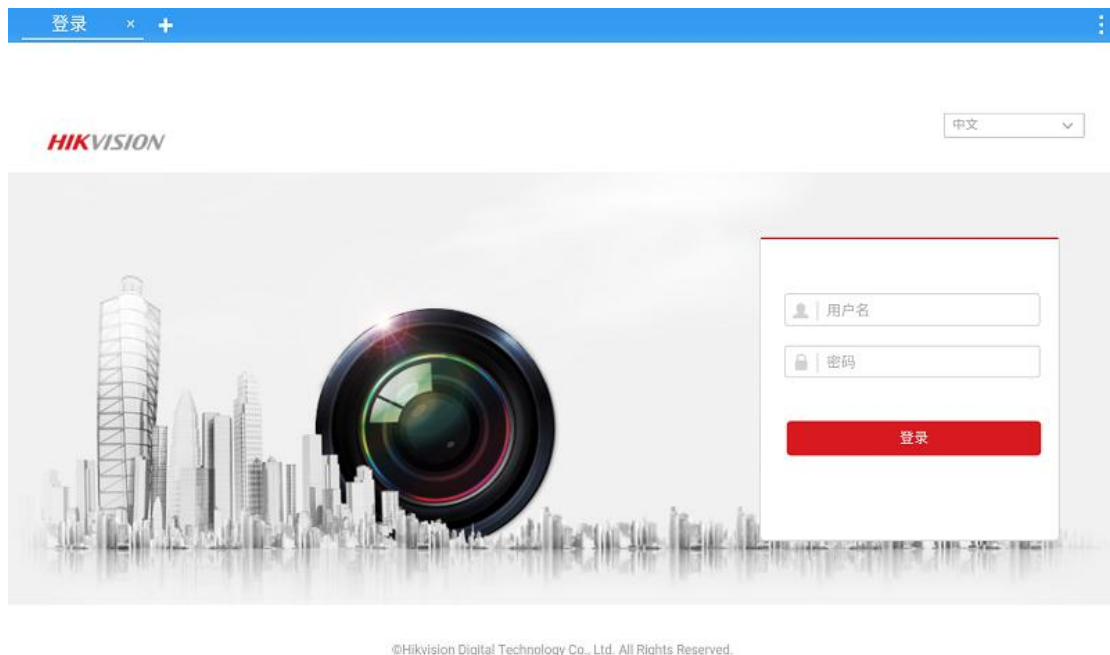 登录 × +
中文
HIKVISION
用户名
密码
登录
©Hikvision Digital Technology Co., Ltd. All Rights Reserved.